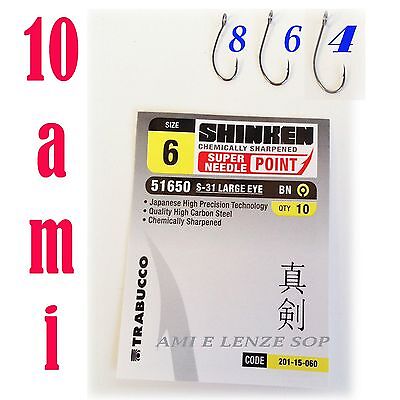 10
a
m
i
8 6 4
SIZE
6
SHINKEN
CHEMICALLY SHARPENED
SUPER NEEDLE POINT
51650 S-31 LARGE EYE BN
• Japanese High Precision Technology
• Quality High Carbon Steel
• Chemically Sharpened
QTY 10
真剣
TRABUCCO
AMI E LENZE SOP
CODE 201-15-060